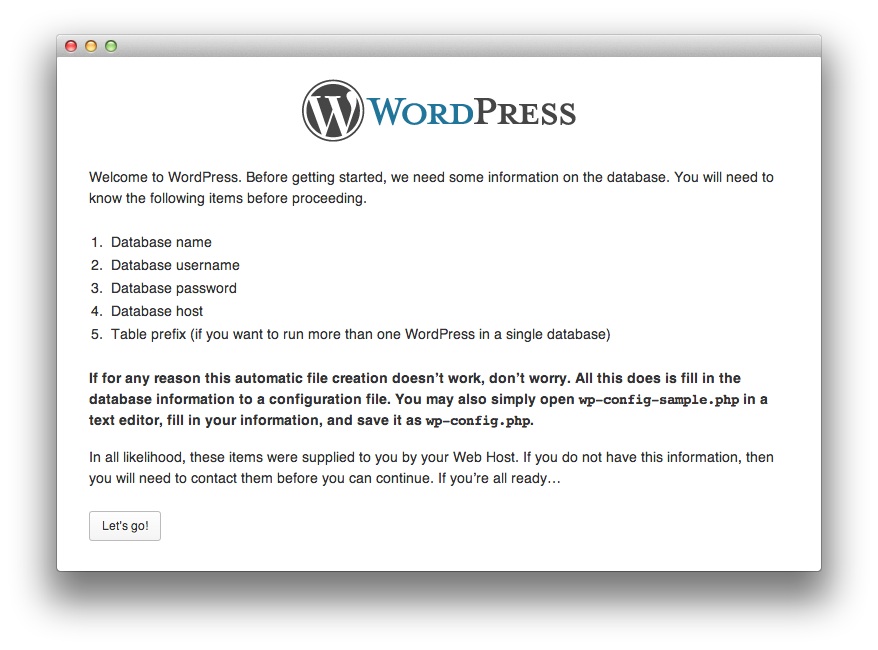 WORDPRESS
Welcome to WordPress. Before getting started, we need some information on the database. You will need to
know the following items before proceeding.
1. Database name
2. Database username
3. Database password
4. Database host
5. Table prefix (if you want to run more than one WordPress in a single database)
If for any reason this automatic file creation doesn’t work, don’t worry. All this does is fill in the
database information to a configuration file. You may also simply open wp-config-sample.php in a
text editor, fill in your information, and save it as wp-config.php.
In all likelihood, these items were supplied to you by your Web Host. If you do not have this information, then
you will need to contact them before you can continue. If you’re all ready…
Let's go!